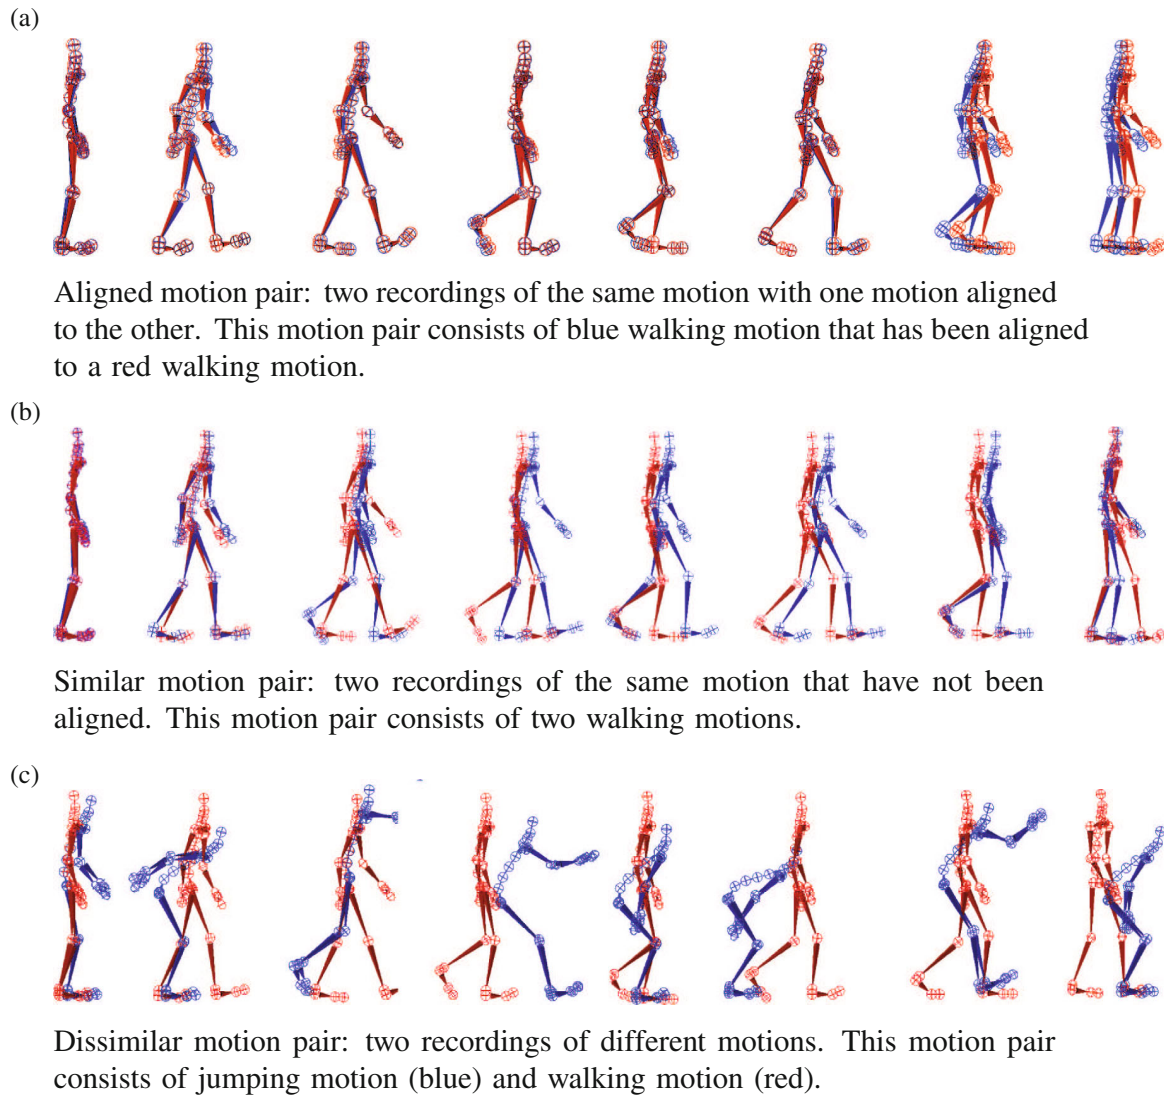 (a)
Aligned motion pair: two recordings of the same motion with one motion aligned
to the other. This motion pair consists of blue walking motion that has been aligned
to a red walking motion.
(b)
Similar motion pair: two recordings of the same motion that have not been
aligned. This motion pair consists of two walking motions.
(c)
Dissimilar motion pair: two recordings of different motions. This motion pair
consists of jumping motion (blue) and walking motion (red).